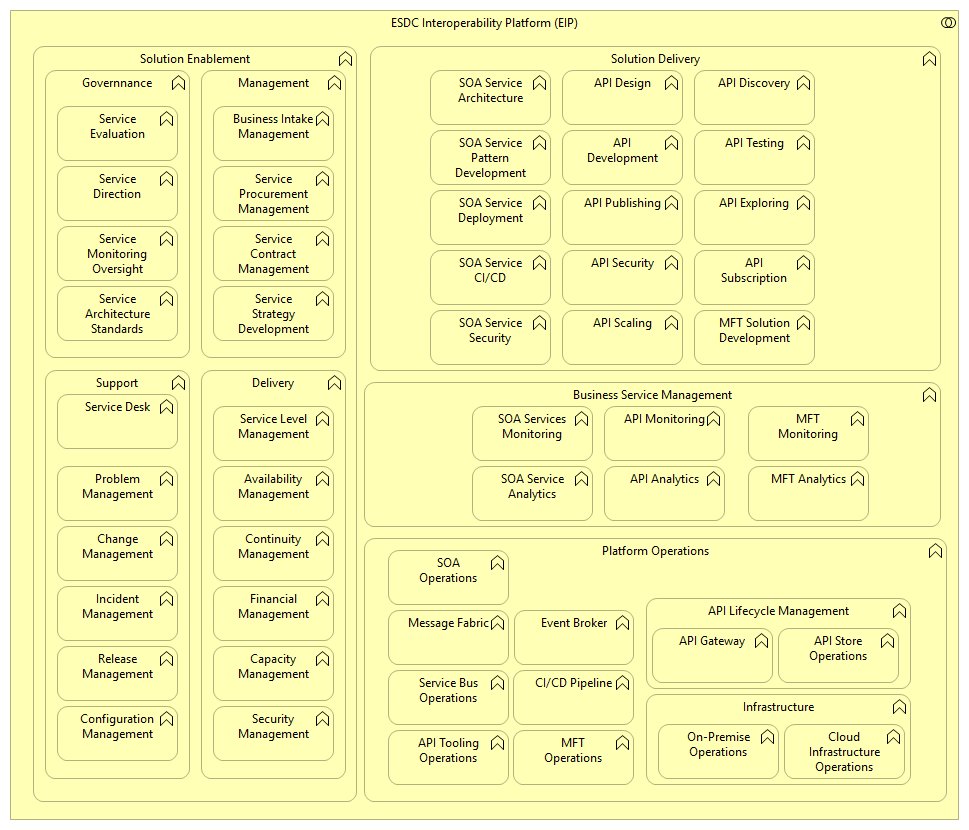 ESDC Interoperability Platform (EIP)
Solution Enablement
Governnance
Service
Evaluation
Service
Direction
Service
Monitoring
Oversight
Service
Architecture
Standards
Management
Business Intake
Management
Service
Procurement
Management
Service
Contract
Management
Service
Strategy
Development
Support
Service Desk
Problem
Management
Change
Management
Incident
Management
Release
Management
Configuration
Management
Delivery
Service Level
Management
Availability
Management
Continuity
Management
Financial
Management
Capacity
Management
Security
Management
Solution Delivery
SOA Service
Architecture
API Design
API Discovery
SOA Service
Pattern
Development
API
Development
API Testing
SOA Service
Deployment
API Publishing
API Exploring
SOA Service
CI/CD
API Security
API
Subscription
SOA Service
Security
API Scaling
MFT Solution
Development
Business Service Management
SOA Services
Monitoring
API Monitoring
MFT
Monitoring
SOA Service
Analytics
API Analytics
MFT Analytics
Platform Operations
SOA
Operations
Message Fabric
Event Broker
Service Bus
Operations
CI/CD Pipeline
API Tooling
Operations
MFT
Operations
API Lifecycle Management
API Gateway
API Store
Operations
Infrastructure
On-Premise
Operations
Cloud
Infrastructure
Operations